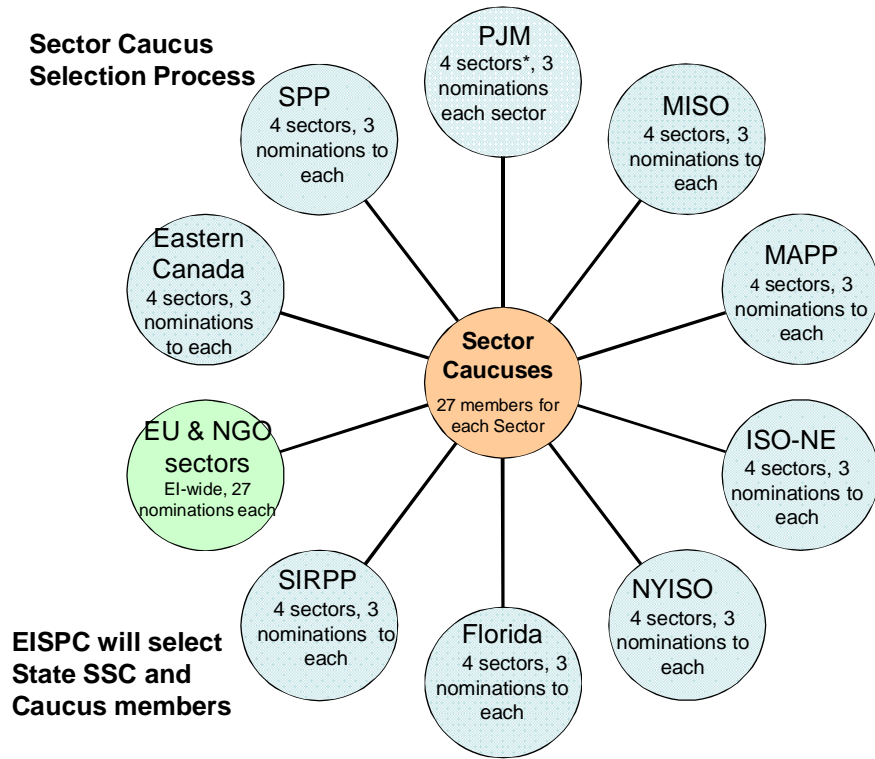 Sector Caucus
Selection Process
PJM
4 sectors*, 3
nominations
each sector
SPP
4 sectors, 3
nominations to
each
MISO
4 sectors, 3
nominations to
each
Eastern
Canada
4 sectors, 3
nominations
to each
MAPP
4 sectors, 3
nominations to
each
Sector
Caucuses
27 members for
each Sector
EU & NGO
sectors
EI-wide, 27
nominations each
ISO-NE
4 sectors, 3
nominations to
each
SIRPP
4 sectors, 3
nominations to
each
NYISO
4 sectors, 3
nominations to
each
Florida
4 sectors, 3
nominations to
each
EISPC will select
State SSC and
Caucus members